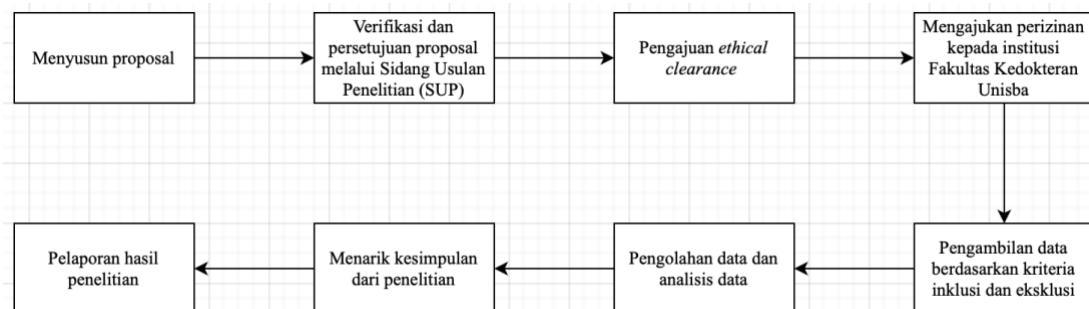 Menyusun proposal
Verifikasi dan
persetujuan proposal
melalui Sidang Usulan
Penelitian (SUP)
Pengajuan ethical
clearance
Mengajukan perizinan
kepada institusi
Fakultas Kedokteran
Unisba
Pengambilan data
berdasarkan kriteria
inklusi dan eksklusi
Pengolahan data dan
analisis data
Menarik kesimpulan
dari penelitian
Pelaporan hasil
penelitian